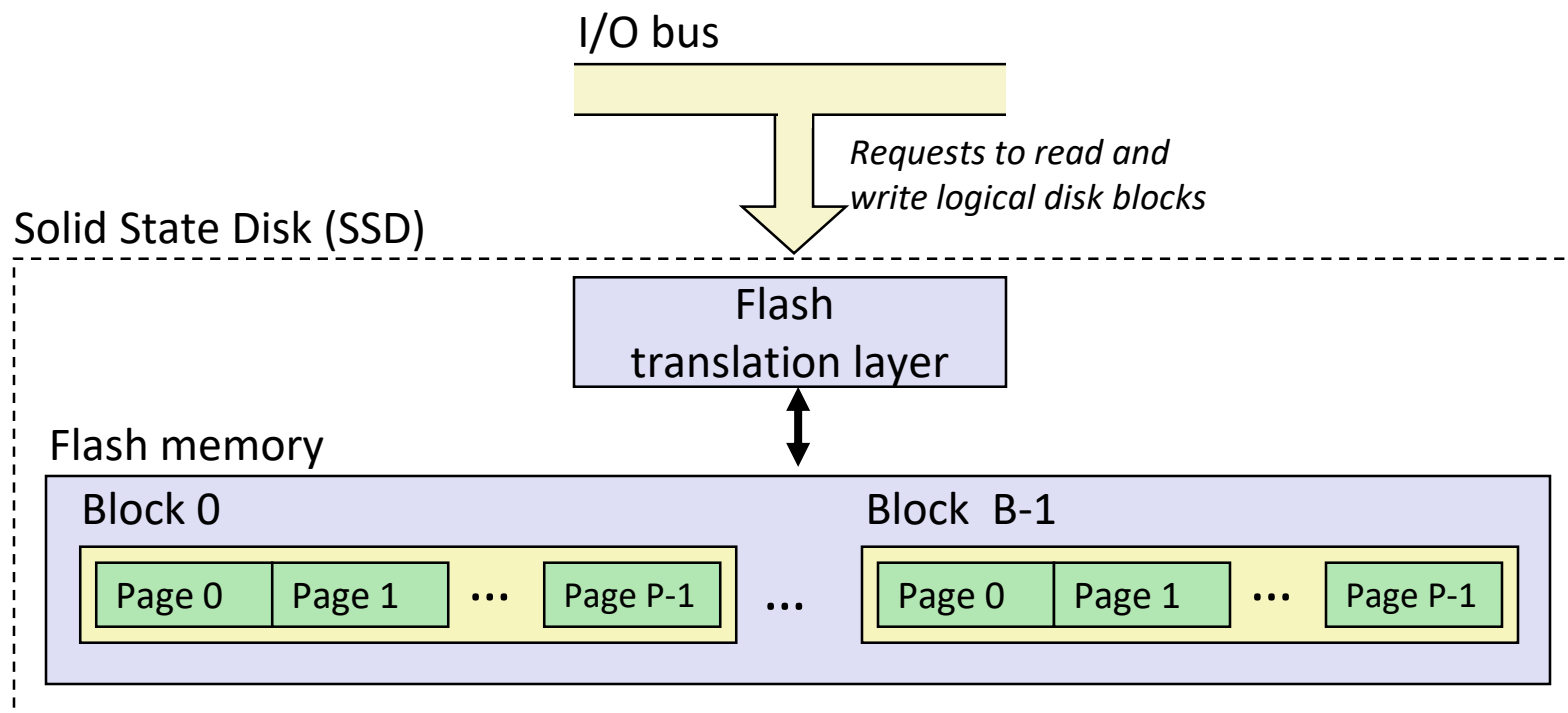 I/O bus
Requests to read and
write logical disk blocks
Solid State Disk (SSD)
Flash
translation layer
Flash memory
Block 0
Block B-1
Page 0 Page 1 ... Page P-1 ... Page 0 Page 1 ... Page P-1